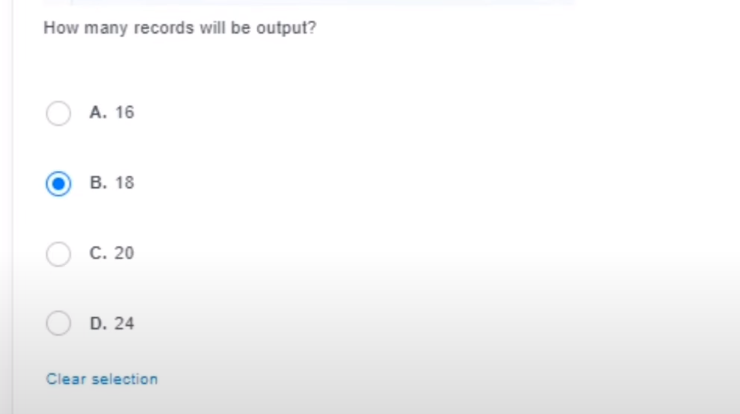 How many records will be output?
A. 16
B. 18
C. 20
D. 24
Clear selection